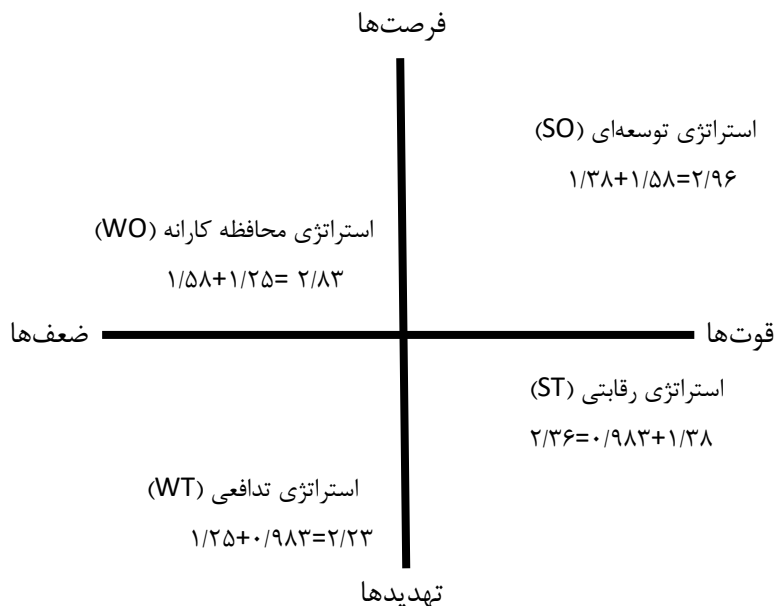 فرصت‌ها
استراتژی توسعه‌ای (SO)
۱/۳۸+۱/۵۸=۲/۹۶
استراتژی محافظه کارانه (WO)
۱/۵۸+۱/۲۵= ۲/۸۳
قوت‌ها
ضعف‌ها
استراتژی رقابتی (ST)
۲/۳۶=۰/۹۸۳+۱/۳۸
استراتژی تدافعی (WT)
۱/۲۵+۰/۹۸۳=۲/۲۳
تهدیدها